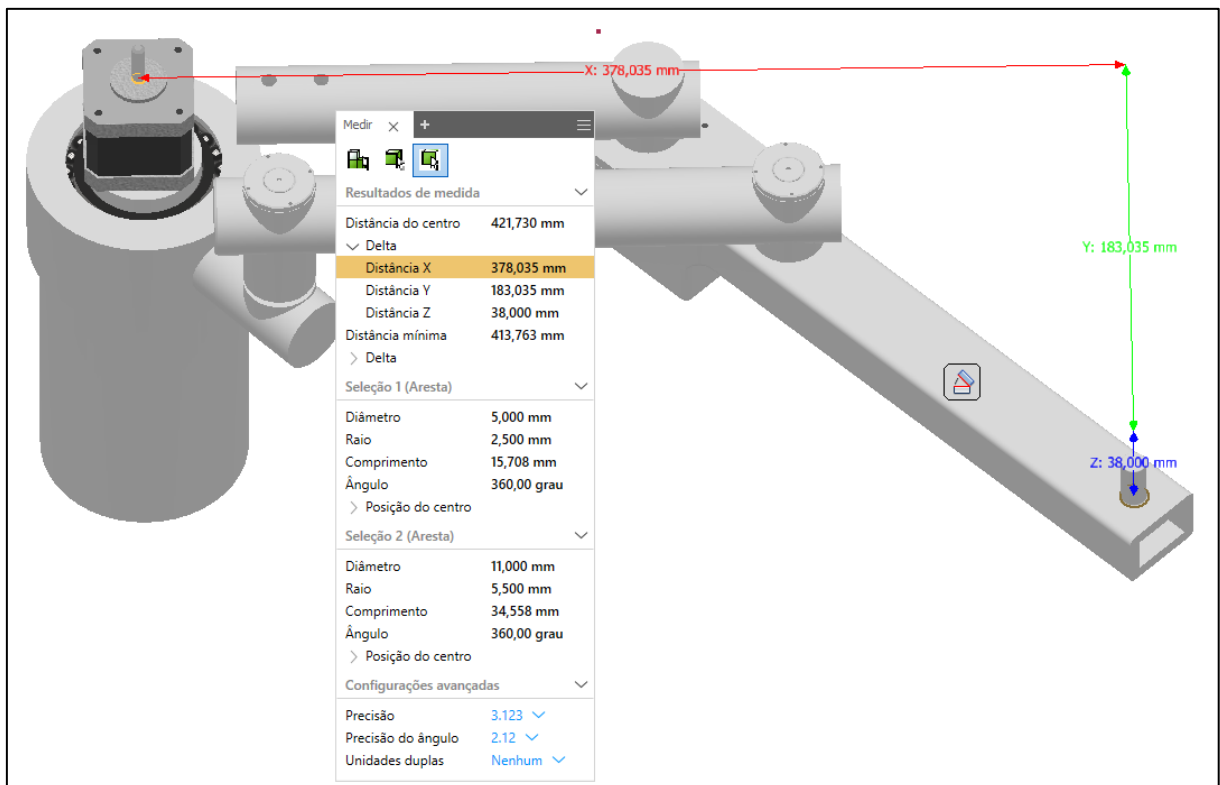 X: 378,035 mm
Medir
Resultados de medida
Distância do centro 421,730 mm
Delta
Distância X 378,035 mm
Distância Y 183,035 mm
Distância Z 38,000 mm
Distância mínima 413,763 mm
Delta
Seleção 1 (Aresta)
Diâmetro 5,000 mm
Raio 2,500 mm
Comprimento 15,708 mm
Ângulo 360,00 grau
Posição do centro
Seleção 2 (Aresta)
Diâmetro 11,000 mm
Raio 5,500 mm
Comprimento 34,558 mm
Ângulo 360,00 grau
Posição do centro
Configurações avançadas
Precisão 3.123
Precisão do ângulo 2.12
Unidades duplas Nenhum
Y: 183,035 mm
Z: 38,000 mm